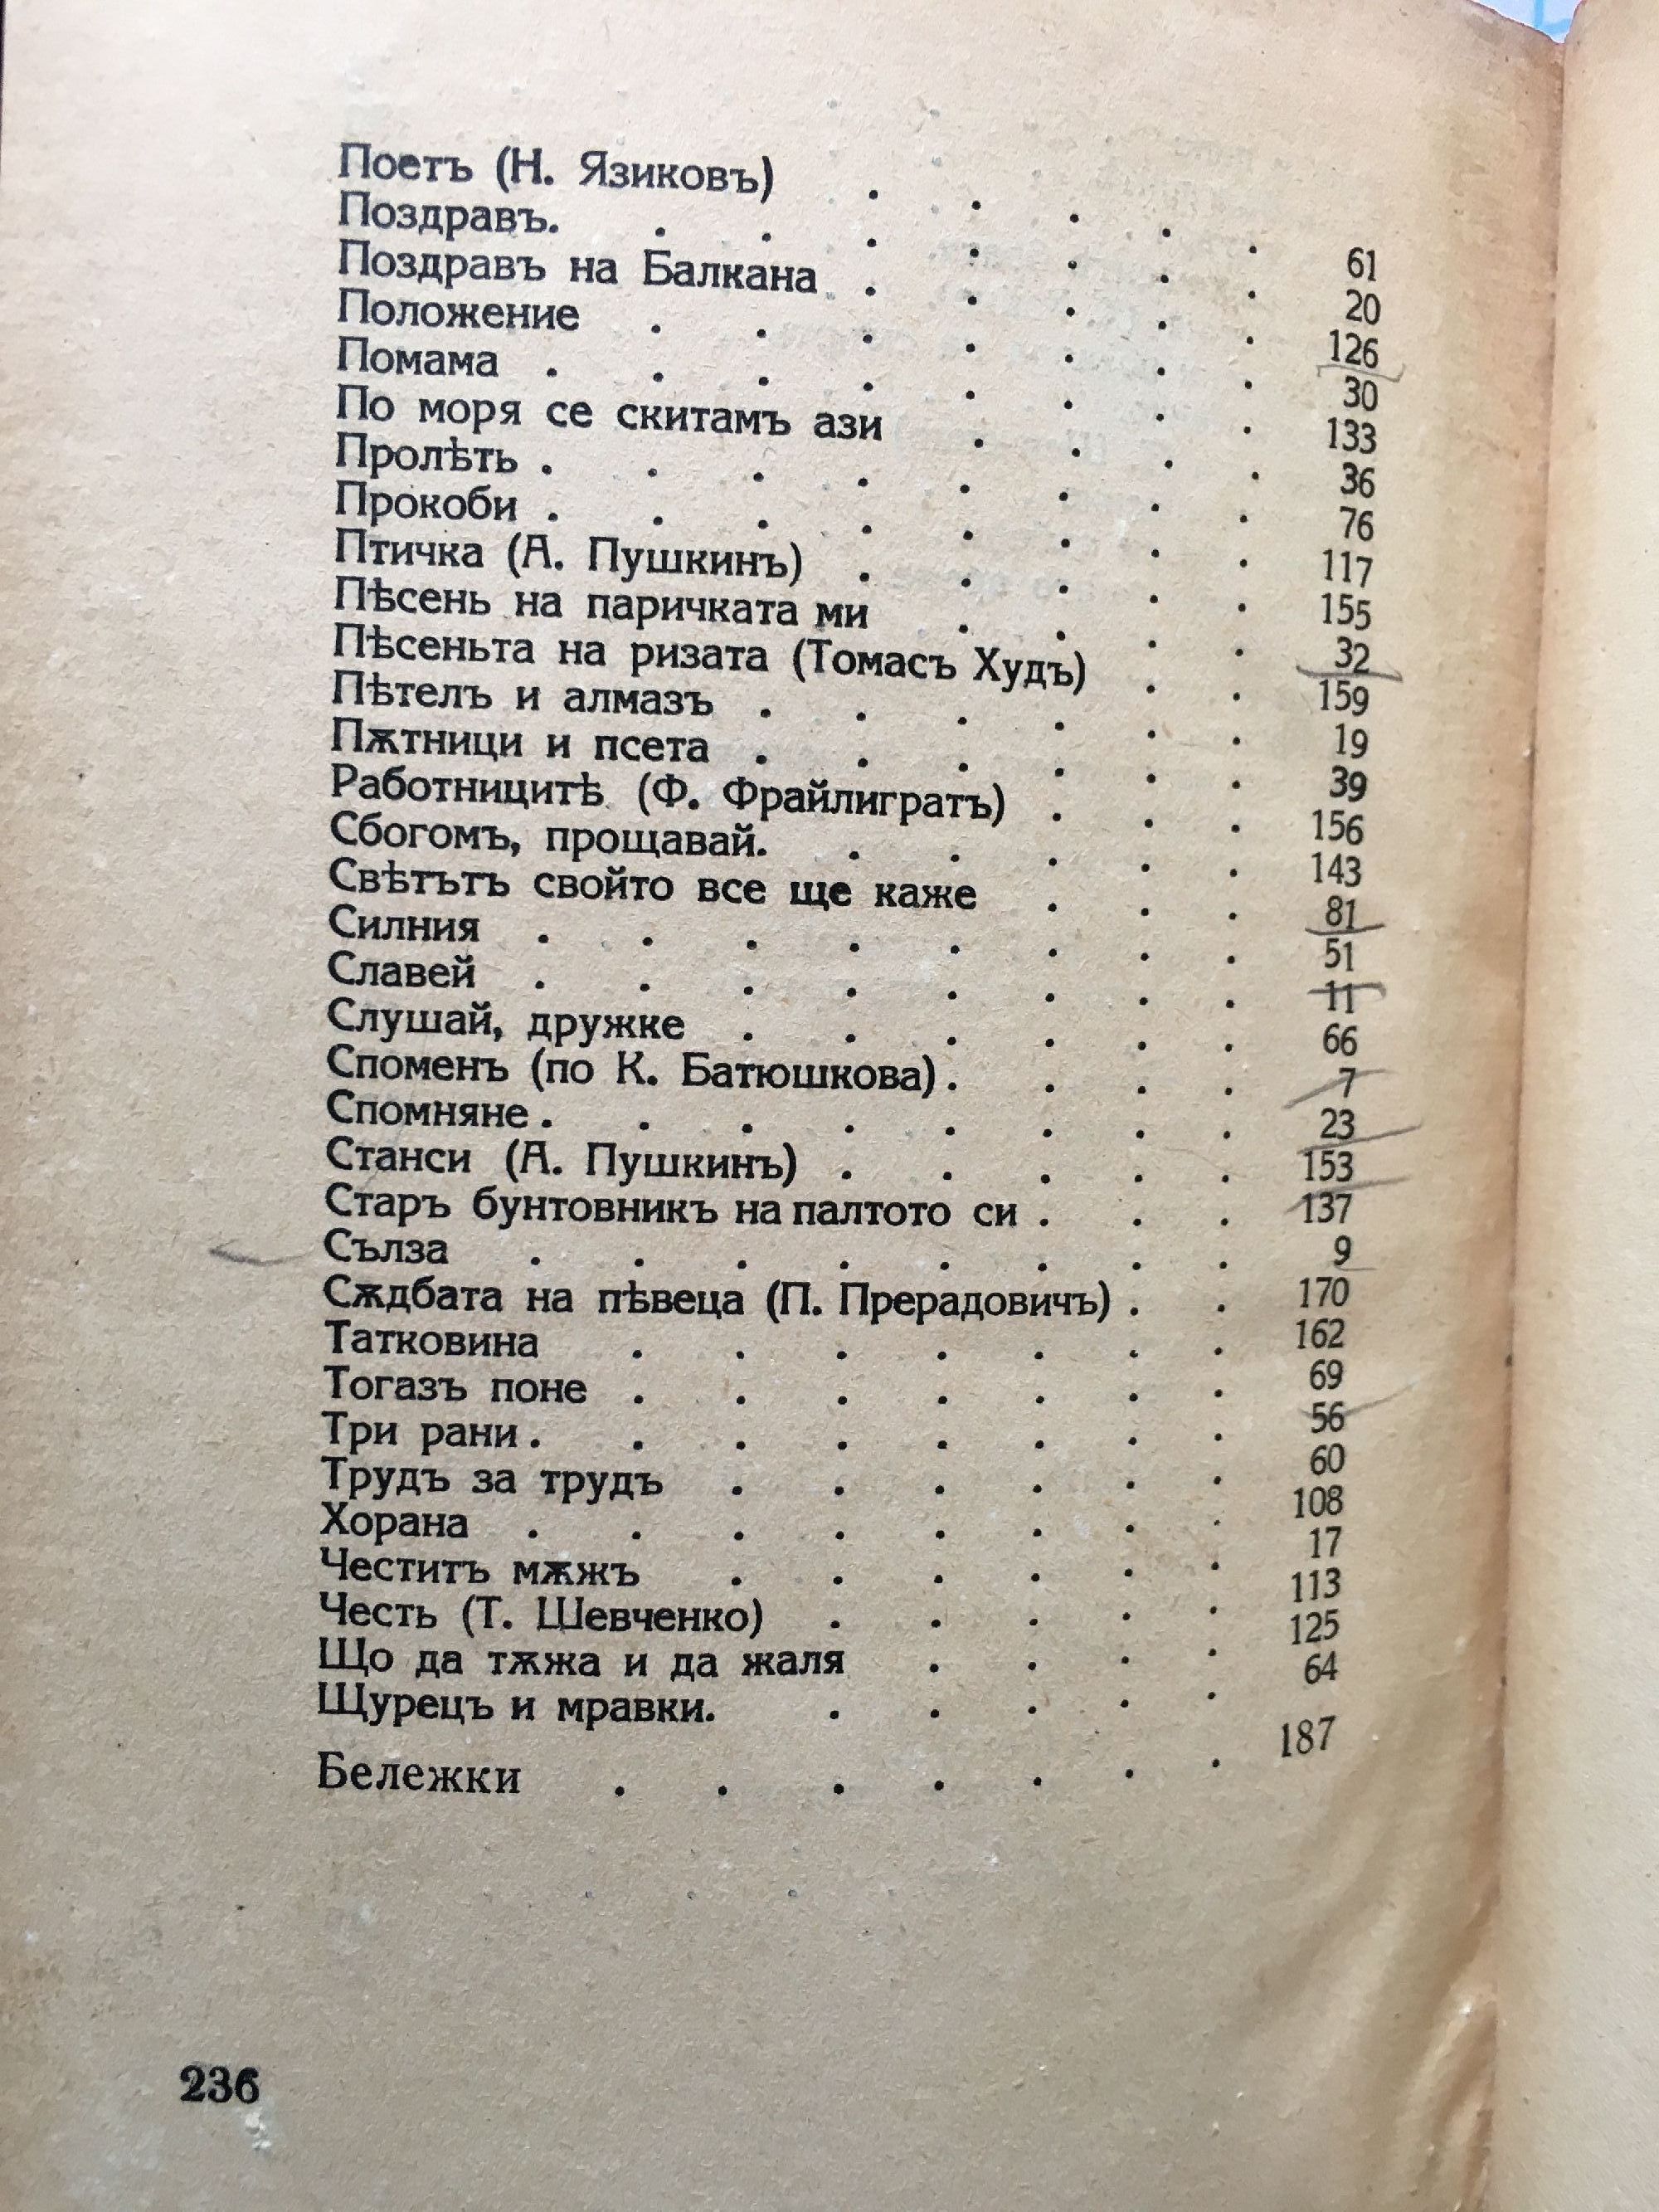 Поетъ (Н. Язиковъ) . . . . . 61
Поздравъ. . . . . . . . 20
Поздравъ на Балкана . . . . . 126
Положение . . . . . . . 30
Помама . . . . . . . . 133
По моря се скитамъ ази . . . . 36
Пролѣть . . . . . . . . 76
Прокоби . . . . . . . . 117
Птичка (А. Пушкинъ) . . . . . 155
Пѣсень на паричката ми . . . . 32
Пѣсеньта на ризата (Томасъ Худъ) . . 159
Пѣтелъ и алмазъ . . . . . . 19
Пѫтници и псета . . . . . . 39
Работницитѣ (Ф. Фрайлигратъ) . . . 156
Сбогомъ, прощавай. . . . . . 143
Свѣтътъ свойто все ще каже . . . 81
Силния . . . . . . . . 51
Славей . . . . . . . . 11
Слушай, дружке . . . . . . 66
Споменъ (по К. Батюшкова) . . . . 7
Спомняне . . . . . . . . 23
Станси (А. Пушкинъ) . . . . . 153
Старъ бунтовникъ на палтото си . . . 137
Сълза . . . . . . . . 9
Сѫдбата на пѣвеца (П. Прерадовичъ) . . 170
Татковина . . . . . . . 162
Тогазъ поне . . . . . . . 69
Три рани . . . . . . . . 56
Трудъ за трудъ . . . . . . 60
Хорана . . . . . . . . 108
Честитъ мѫжъ . . . . . . 17
Честь (Т. Шевченко) . . . . . 113
Що да тѫжа и да жаля . . . . 125
Щурецъ и мравки. . . . . . 64
Бележки . . . . . . . 187
236